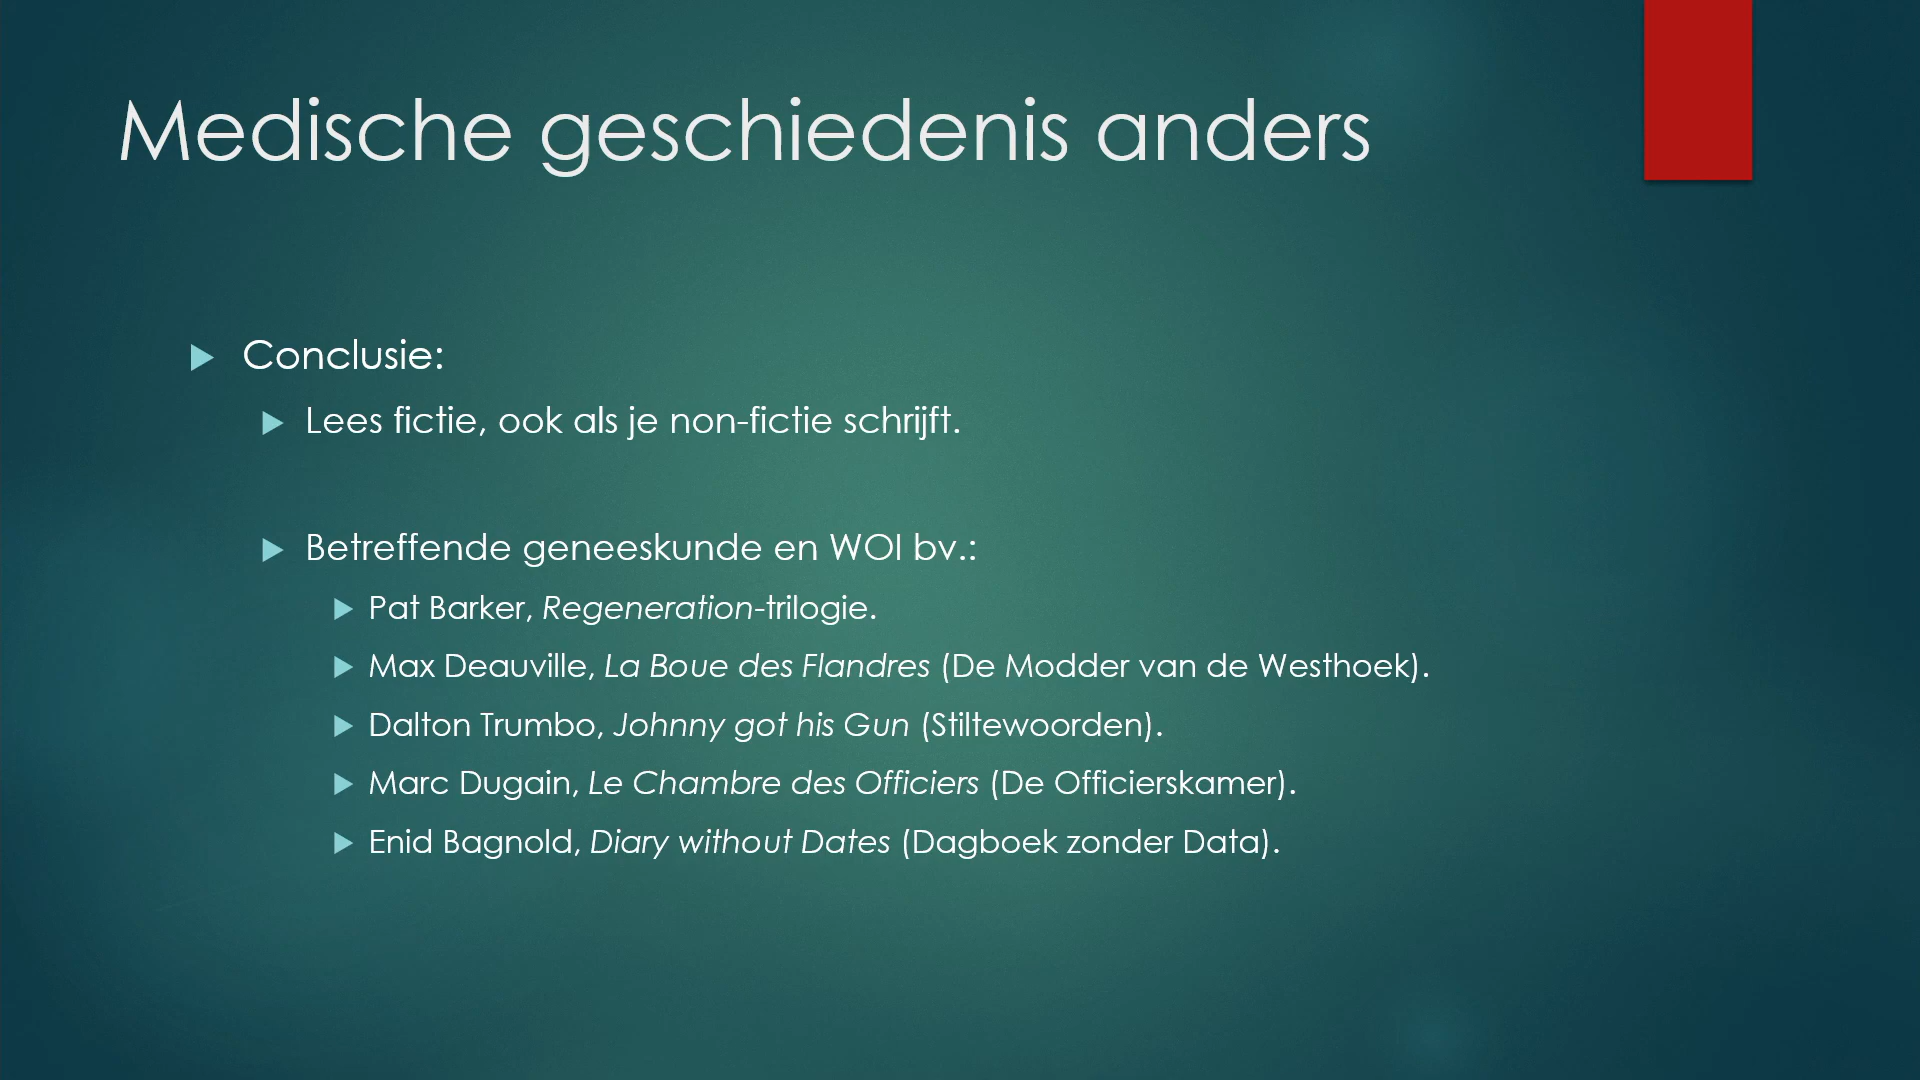 Medische geschiedenis anders
Conclusie:
Lees fictie, ook als je non-fictie schrijft.
Betreffende geneeskunde en WOI bv.:
Pat Barker, Regeneration-trilogie.
Max Deauville, La Boue des Flandres (De Modder van de Westhoek).
Dalton Trumbo, Johnny got his Gun (Stiltewoorden).
Marc Dugain, Le Chambre des Officiers (De Officierskamer).
Enid Bagnold, Diary without Dates (Dagboek zonder Data).